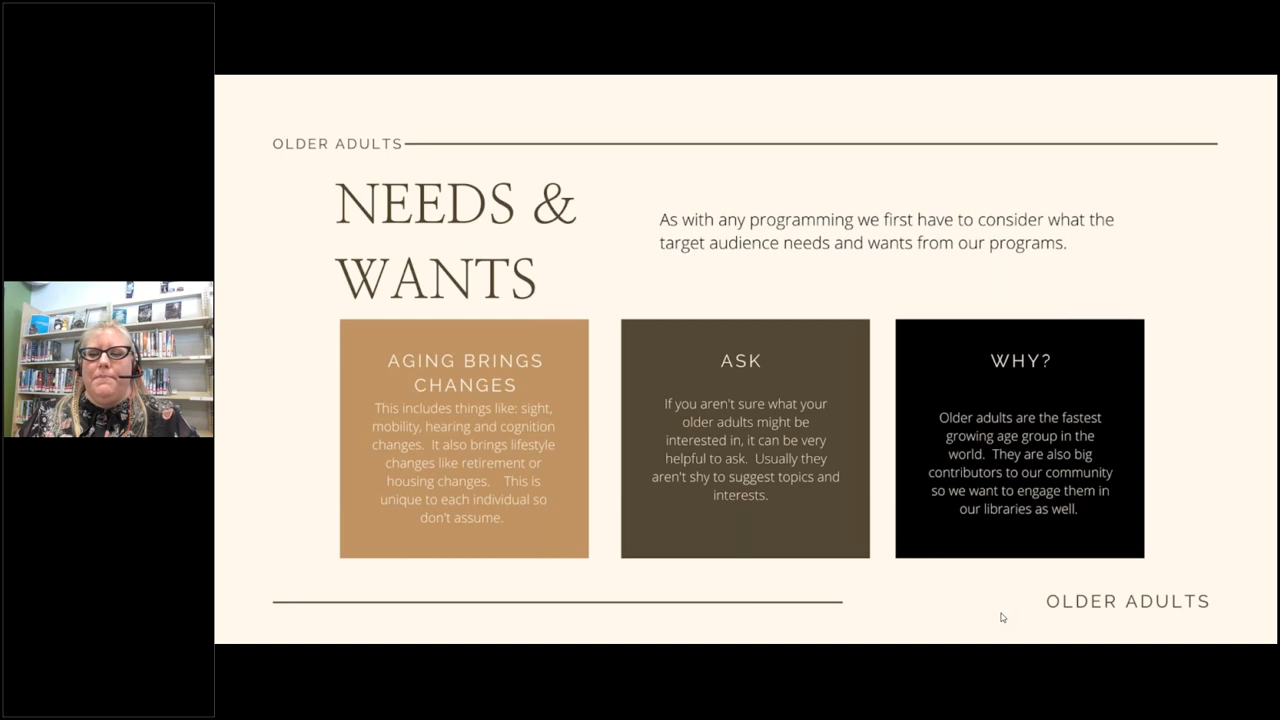 OLDER ADULTS
NEEDS &
WANTS
As with any programming we first have to consider what the
target audience needs and wants from our programs.
AGING BRINGS
CHANGES
This includes things like: sight,
mobility, hearing and cognition
changes.  It also brings lifestyle
changes like retirement or
housing changes.    This is
unique to each individual so
don't assume.
ASK
If you aren't sure what your
older adults might be
interested in, it can be very
helpful to ask.  Usually they
aren't shy to suggest topics and
interests.
WHY?
Older adults are the fastest
growing age group in the
world.  They are also big
contributors to our community
so we want to engage them in
our libraries as well.
OLDER ADULTS